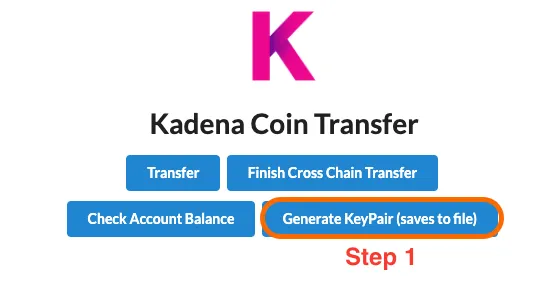 Kadena Coin Transfer
Transfer
Finish Cross Chain Transfer
Check Account Balance
Generate KeyPair (saves to file)
Step 1